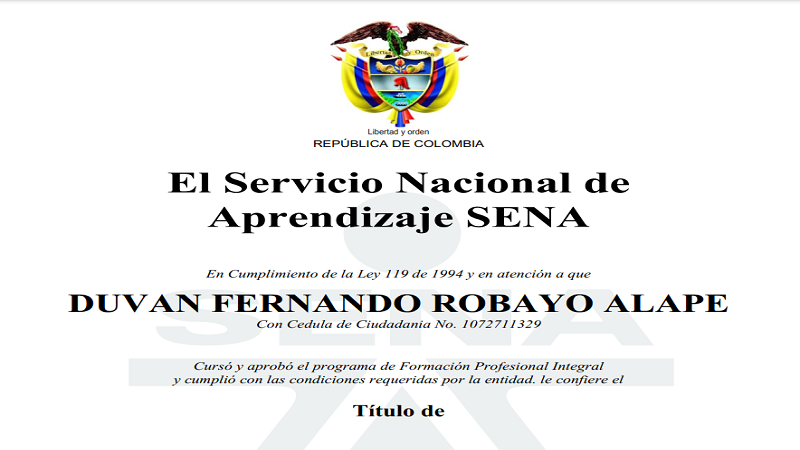 Libertad y Orden
Libertad y orden
REPÚBLICA DE COLOMBIA
El Servicio Nacional de
Aprendizaje SENA
En Cumplimiento de la Ley 119 de 1994 y en atención a que
SENA
DUVAN FERNANDO ROBAYO ALAPE
Con Cedula de Ciudadania No. 1072711329
Cursó y aprobó el programa de Formación Profesional Integral
y cumplió con las condiciones requeridas por la entidad. le confiere el
Título de